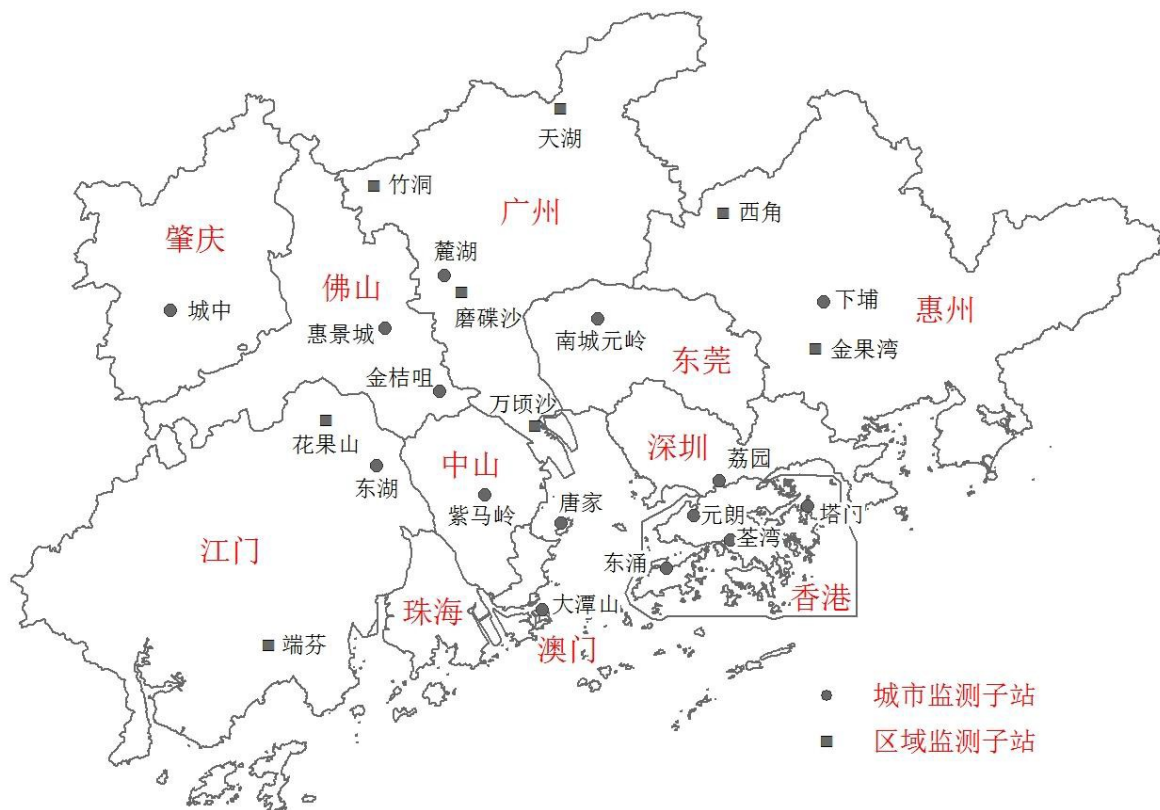 天湖
竹洞
广州
西角
肇庆
麓湖
佛山
磨碟沙
城中
下埔
惠州
惠景城
南城元岭
金果湾
东莞
金桔咀
万顷沙
花果山
深圳
中山
荔园
东湖
紫马岭
唐家
元朗
塔门
荃湾
江门
东涌
香港
珠海
大潭山
端芬
澳门
城市监测子站
区域监测子站